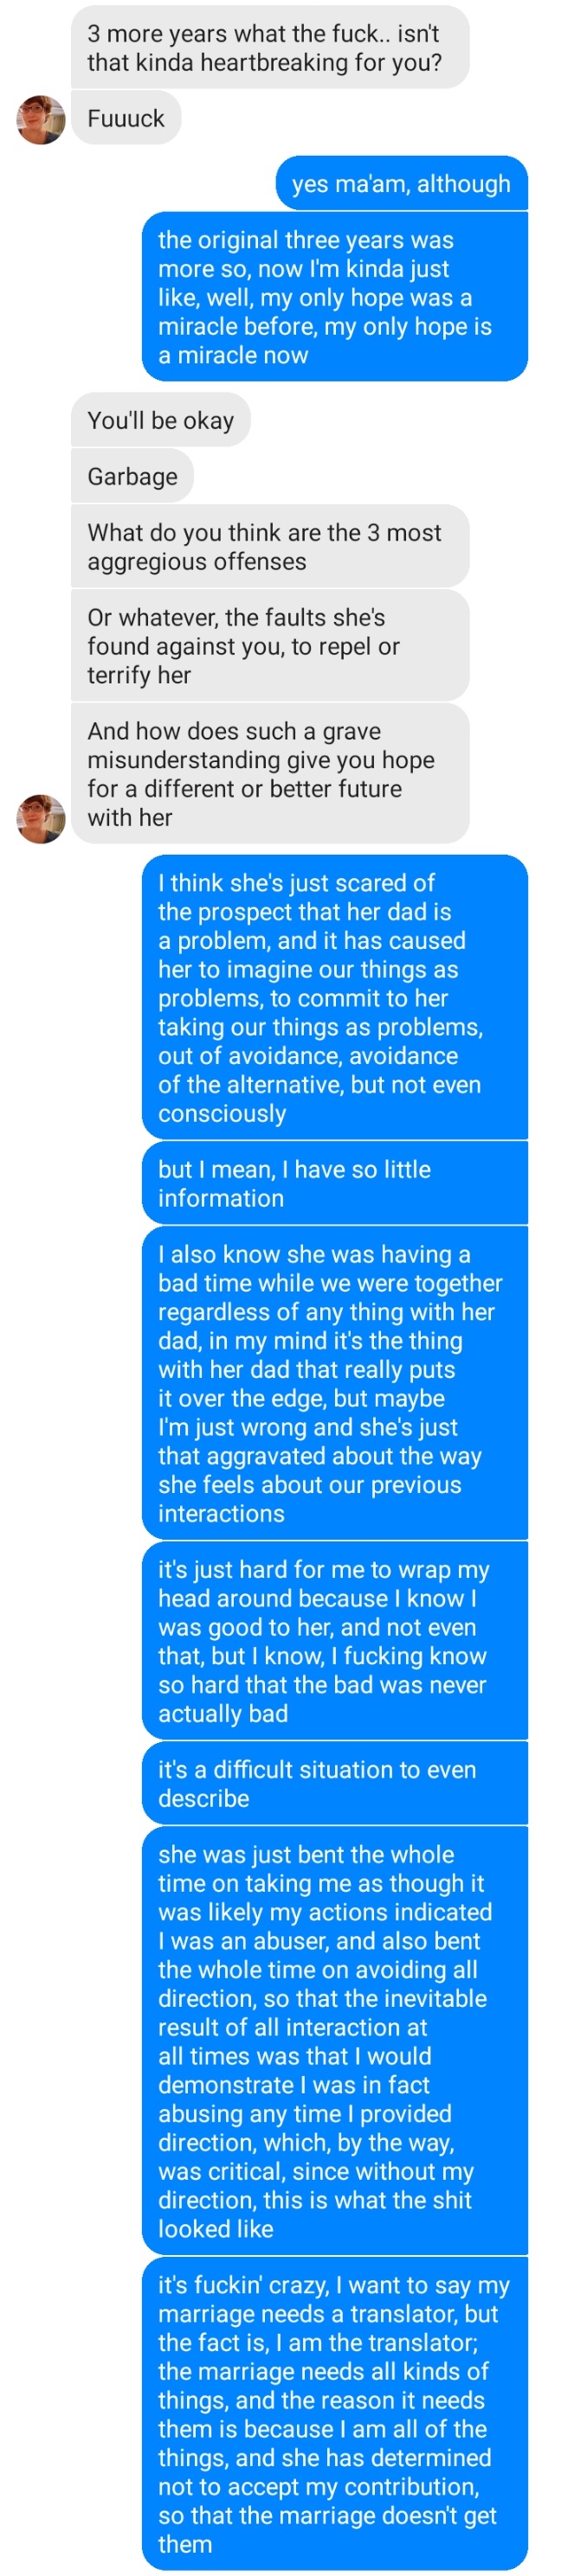 3 more years what the fuck.. isn't
that kinda heartbreaking for you?
Fuuuck
yes ma'am, although
the original three years was
more so, now I'm kinda just
like, well, my only hope was a
miracle before, my only hope is
a miracle now
You'll be okay
Garbage
What do you think are the 3 most
aggregious offenses
Or whatever, the faults she's
found against you, to repel or
terrify her
And how does such a grave
misunderstanding give you hope
for a different or better future
with her
I think she's just scared of
the prospect that her dad is
a problem, and it has caused
her to imagine our things as
problems, to commit to her
taking our things as problems,
out of avoidance, avoidance
of the alternative, but not even
consciously
but I mean, I have so little
information
I also know she was having a
bad time while we were together
regardless of any thing with her
dad, in my mind it's the thing
with her dad that really puts
it over the edge, but maybe
I'm just wrong and she's just
that aggravated about the way
she feels about our previous
interactions
it's just hard for me to wrap my
head around because I know I
was good to her, and not even
that, but I know, I fucking know
so hard that the bad was never
actually bad
it's a difficult situation to even
describe
she was just bent the whole
time on taking me as though it
was likely my actions indicated
I was an abuser, and also bent
the whole time on avoiding all
direction, so that the inevitable
result of all interaction at
all times was that I would
demonstrate I was in fact
abusing any time I provided
direction, which, by the way,
was critical, since without my
direction, this is what the shit
looked like
it's fuckin' crazy, I want to say my
marriage needs a translator, but
the fact is, I am the translator;
the marriage needs all kinds of
things, and the reason it needs
them is because I am all of the
things, and she has determined
not to accept my contribution,
so that the marriage doesn't get
them